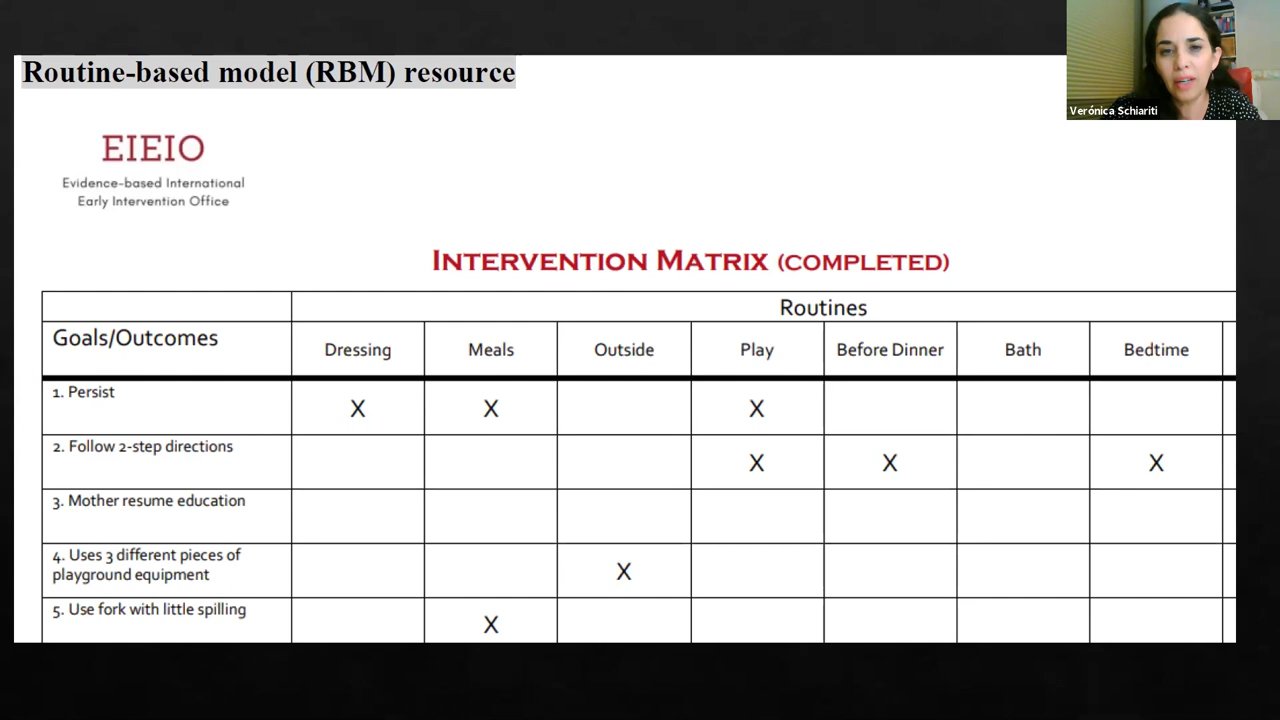 Routine-based model (RBM) resource
Verónica Schiariti
EIEIO
Evidence-based International
Early Intervention Office
INTERVENTION MATRIX (COMPLETED)
Routines
Goals/Outcomes
Dressing
Meals
Outside
Play
Before Dinner
Bath
Bedtime
1. Persist
X X X
2. Follow 2-step directions
X X X
3. Mother resume education
4. Uses 3 different pieces of
playground equipment
X
5. Use fork with little spilling
X